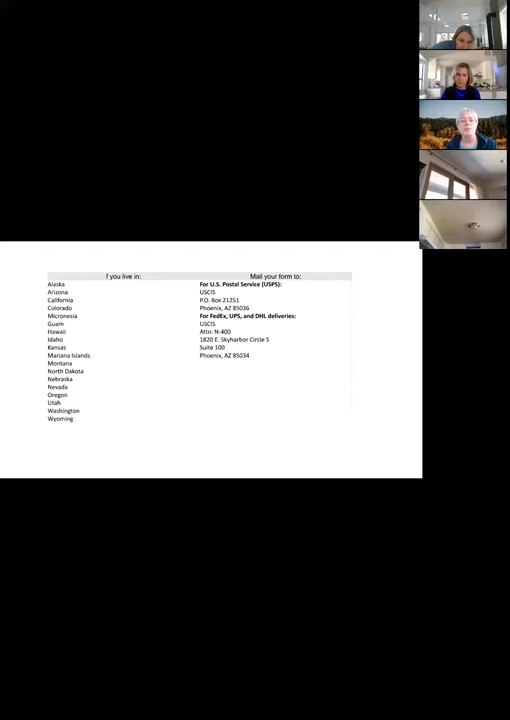 f you live in:
Mail your form to:
Alaska
Arizona
California
Colorado
Micronesia
Guam
Hawaii
Idaho
Kansas
Mariana Islands
Montana
North Dakota
Nebraska
Nevada
Oregon
Utah
Washington
Wyoming
For U.S. Postal Service (USPS):
USCIS
P.O. Box 21251
Phoenix, AZ 85036
For FedEx, UPS, and DHL deliveries:
USCIS
Attn: N-400
1820 E. Skyharbor Circle S
Suite 100
Phoenix, AZ 85034